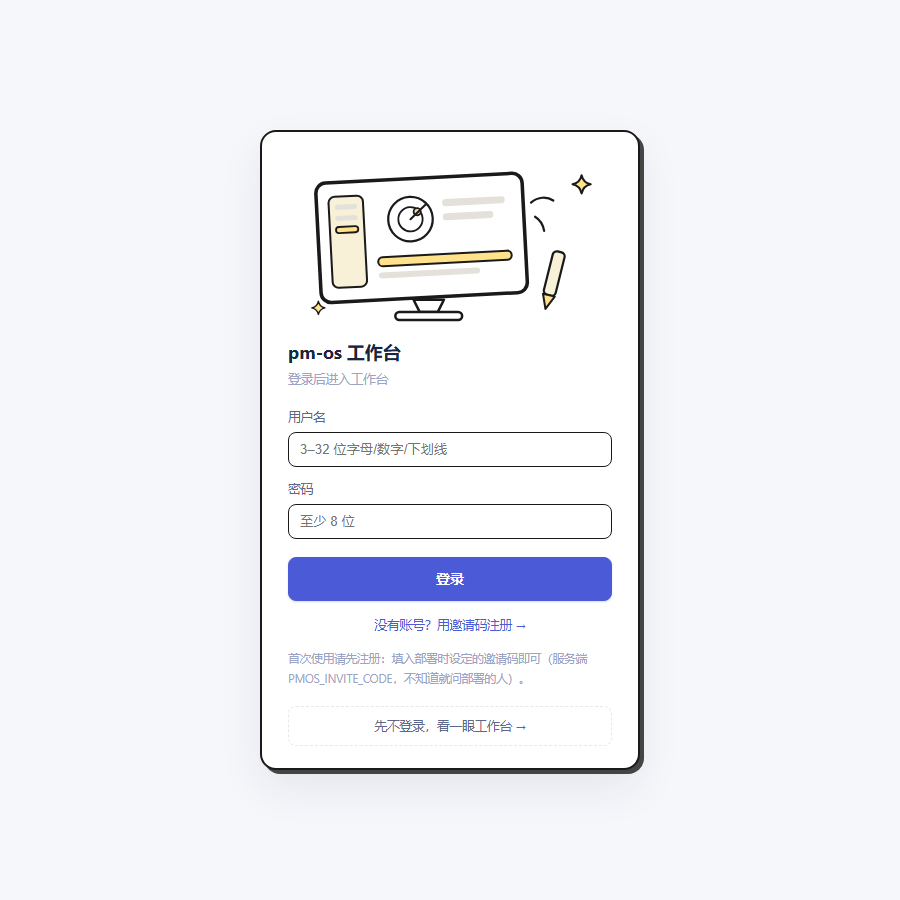 pm-os 工作台
登录后进入工作台
用户名
3–32 位字母/数字/下划线
密码
至少 8 位
登录
没有账号？用邀请码注册 →
首次使用请先注册：填入部署时设定的邀请码即可（服务端
PMOS_INVITE_CODE，不知道就问部署的人）。
先不登录，看一眼工作台 →